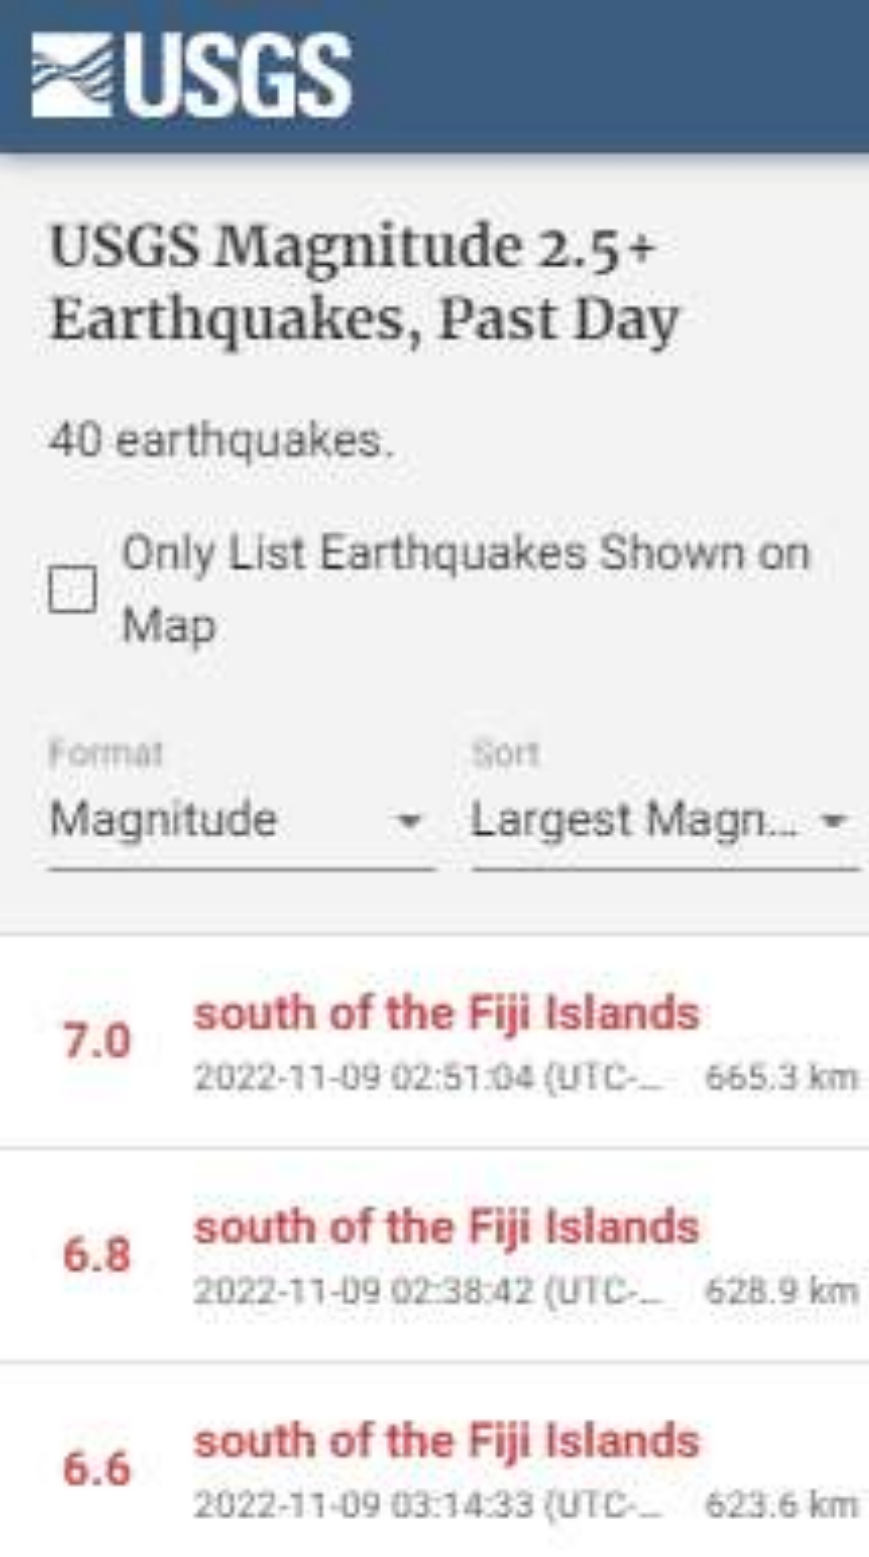 USGS
USGS Magnitude 2.5+
Earthquakes, Past Day
40 earthquakes.
Only List Earthquakes Shown on
Map
Format
Sort
Magnitude
Largest Magn...
7.0
south of the Fiji Islands
2022-11-09 02:51:04 (UTC-... 665.3 km
6.8
south of the Fiji Islands
2022-11-09 02:38:42 (UTC-... 628.9 km
6.6
south of the Fiji Islands
2022-11-09 03:14:33 (UTC-... 623.6 km